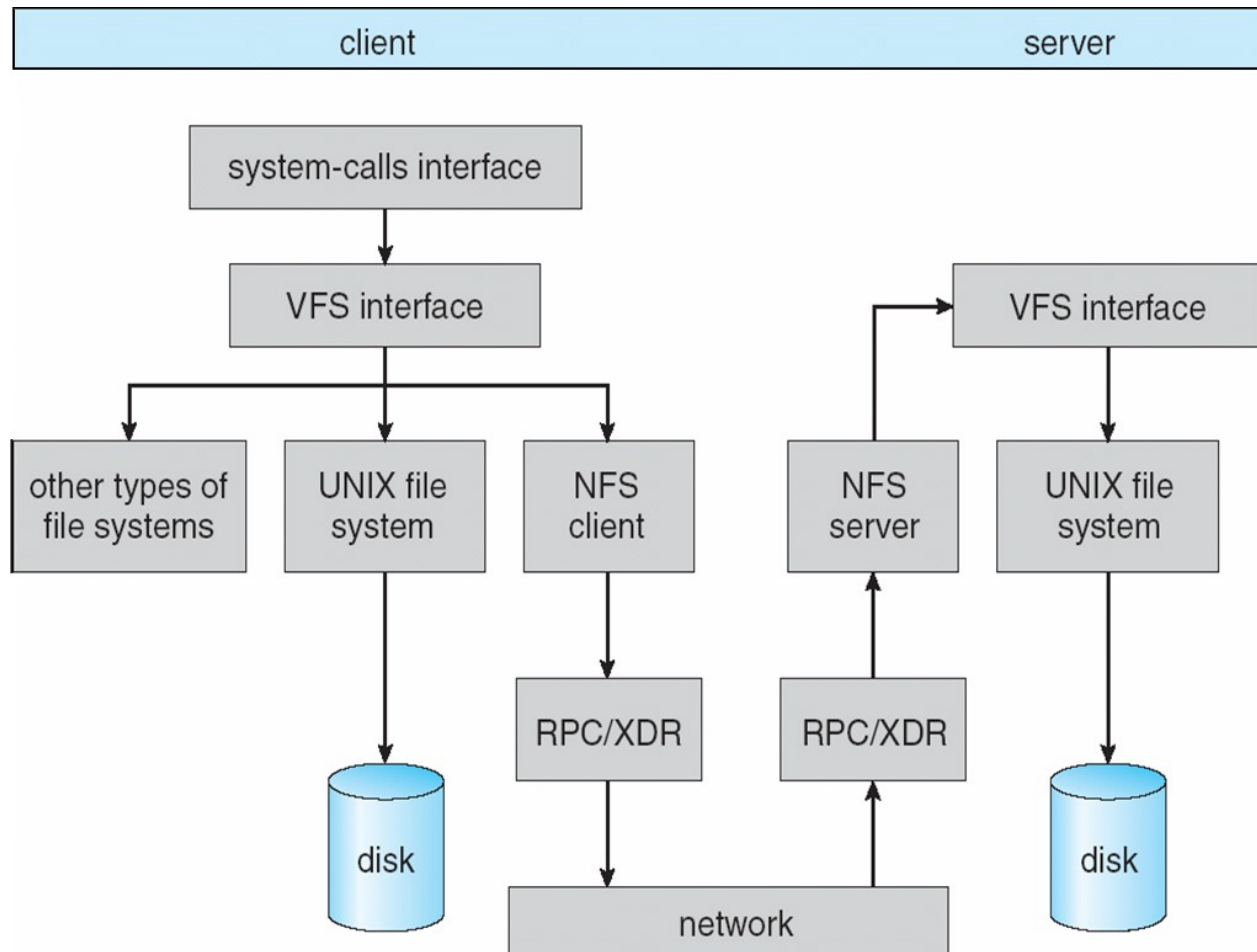 client
server
system-calls interface
VFS interface
VFS interface
other types of
file systems
UNIX file
system
NFS
client
NFS
server
UNIX file
system
RPC/XDR
RPC/XDR
disk
disk
network